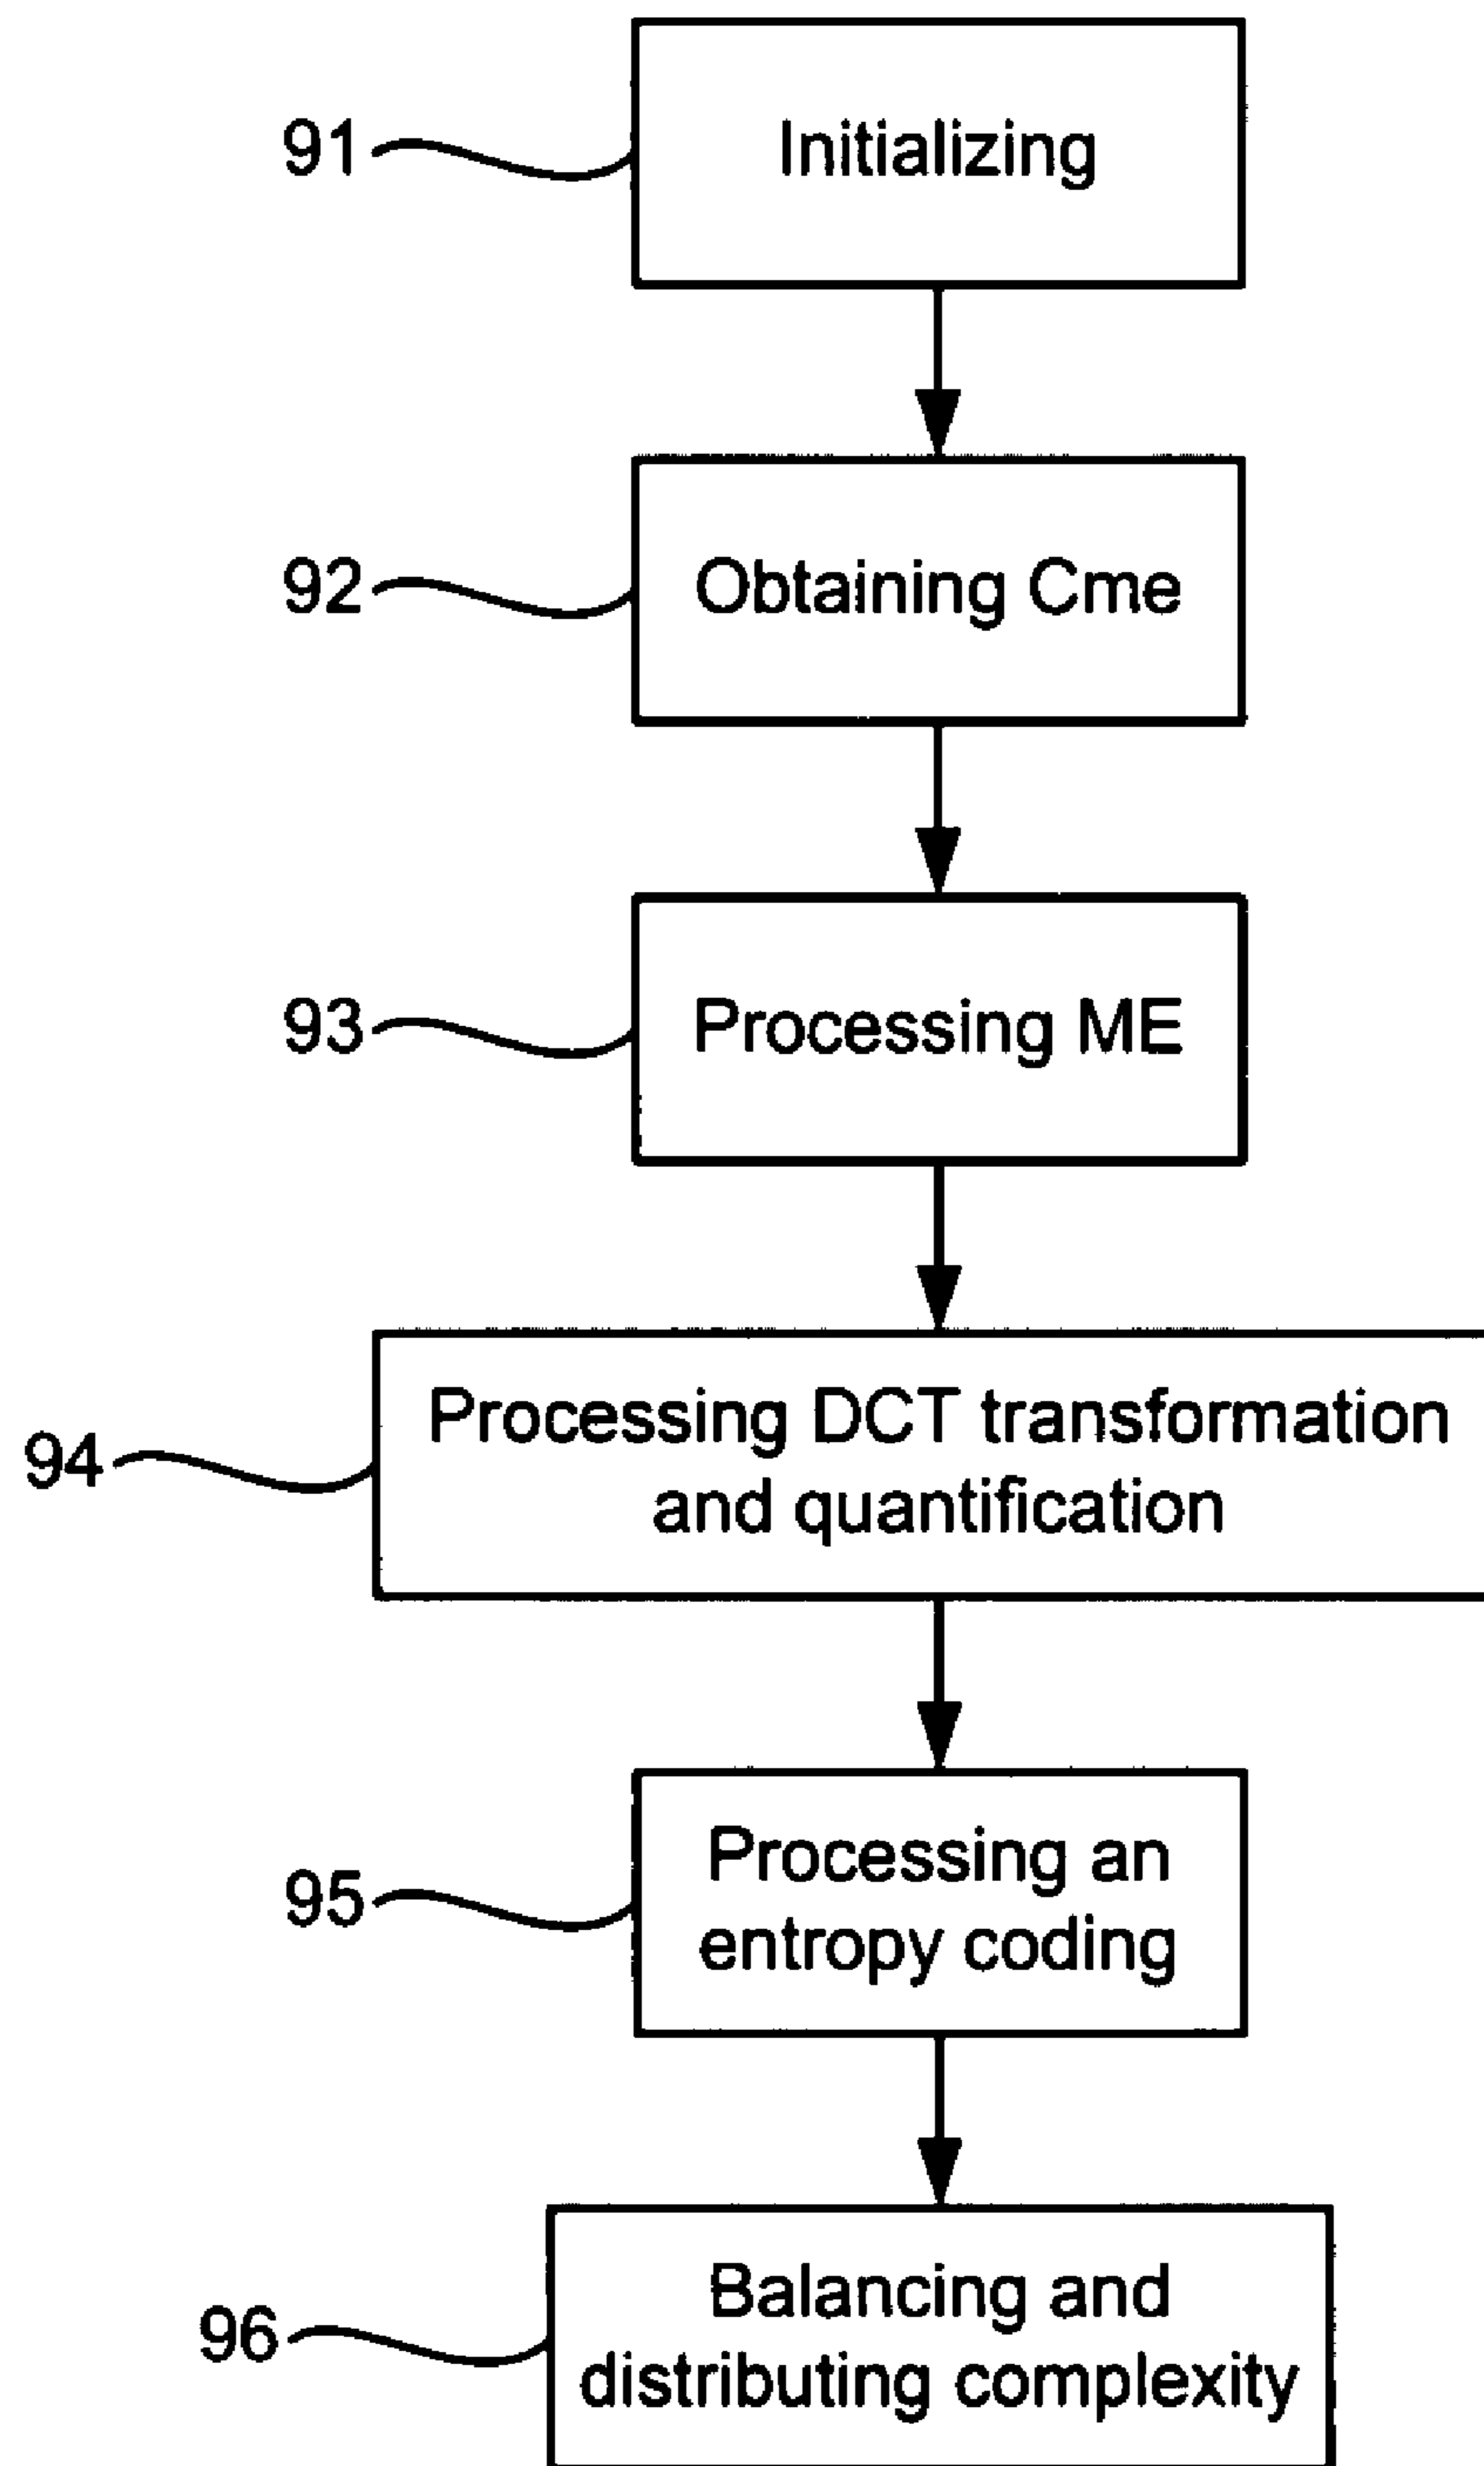 91
Initializing
92
Obtaining Cme
93
Processing ME
94
Processing DCT transformation
and quantification
95
Processing an
entropy coding
96
Balancing and
distributing complexity